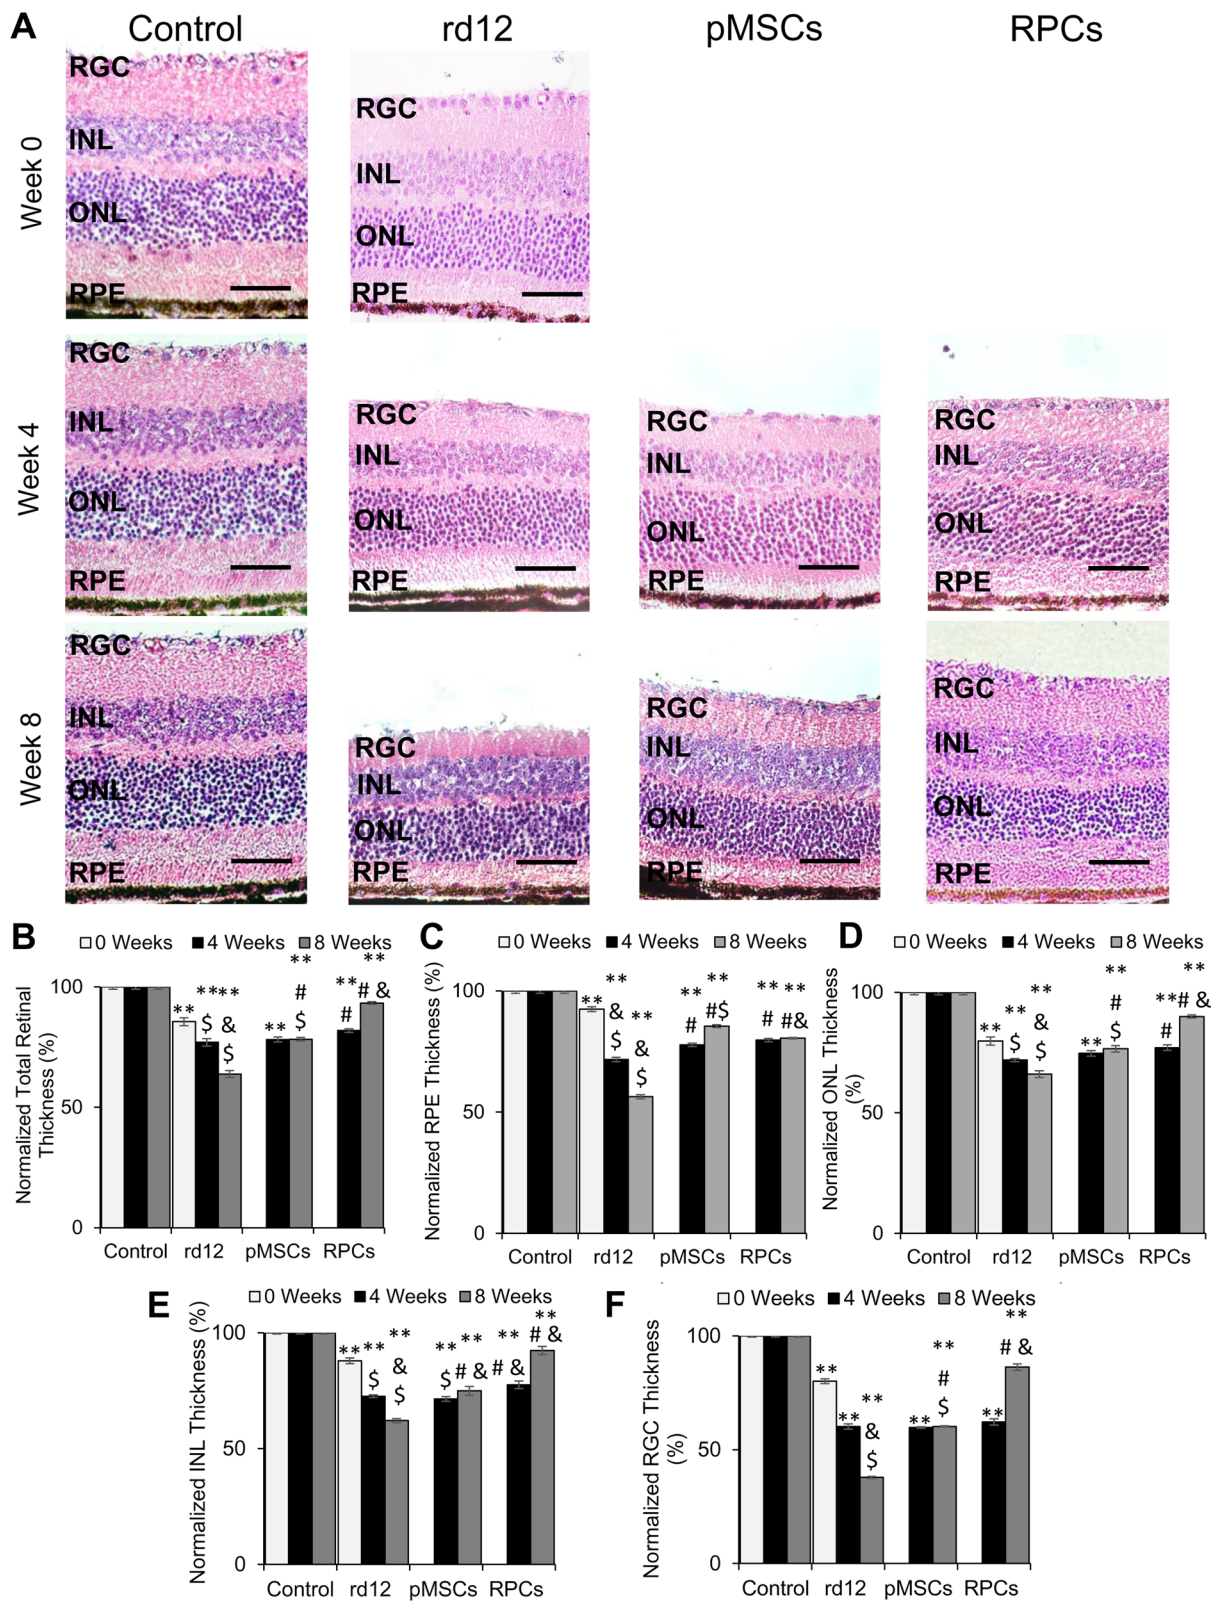 A
Control
rd12
pMSCs
RPCs
Week 0
RGC
INL
ONL
RPE
RGC
INL
ONL
RPE
Week 4
RGC
INL
ONL
RPE
RGC
INL
ONL
RPE
RGC
INL
ONL
RPE
RGC
INL
ONL
RPE
Week 8
RGC
INL
ONL
RPE
RGC
INL
ONL
RPE
RGC
INL
ONL
RPE
RGC
INL
ONL
RPE
B
0 Weeks 4 Weeks 8 Weeks
Normalized Total Retinal
Thickness (%)
100
50
0
**
**
$
**
&
$
**
**
#
$
**
#
**
# &
Control rd12 pMSCs RPCs
C
0 Weeks 4 Weeks 8 Weeks
Normalized RPE Thickness (%)
100
50
0
**
**
&
$
**
&
$
**
#
**
#$
**
#
**
#&
Control rd12 pMSCs RPCs
D
0 Weeks 4 Weeks 8 Weeks
Normalized ONL Thickness
(%)
100
50
0
**
**
$
**
&
$
**
**
#
$
**
#
**
# &
Control rd12 pMSCs RPCs
E
0 Weeks 4 Weeks 8 Weeks
Normalized INL Thickness (%)
100
50
0
**
**
$
**
&
$
**
$
**
# &
**
# &
**
# &
Control rd12 pMSCs RPCs
F
0 Weeks 4 Weeks 8 Weeks
Normalized RGC Thickness
(%)
100
50
0
**
**
**
&
$
**
**
#
$
**
**
# &
Control rd12 pMSCs RPCs